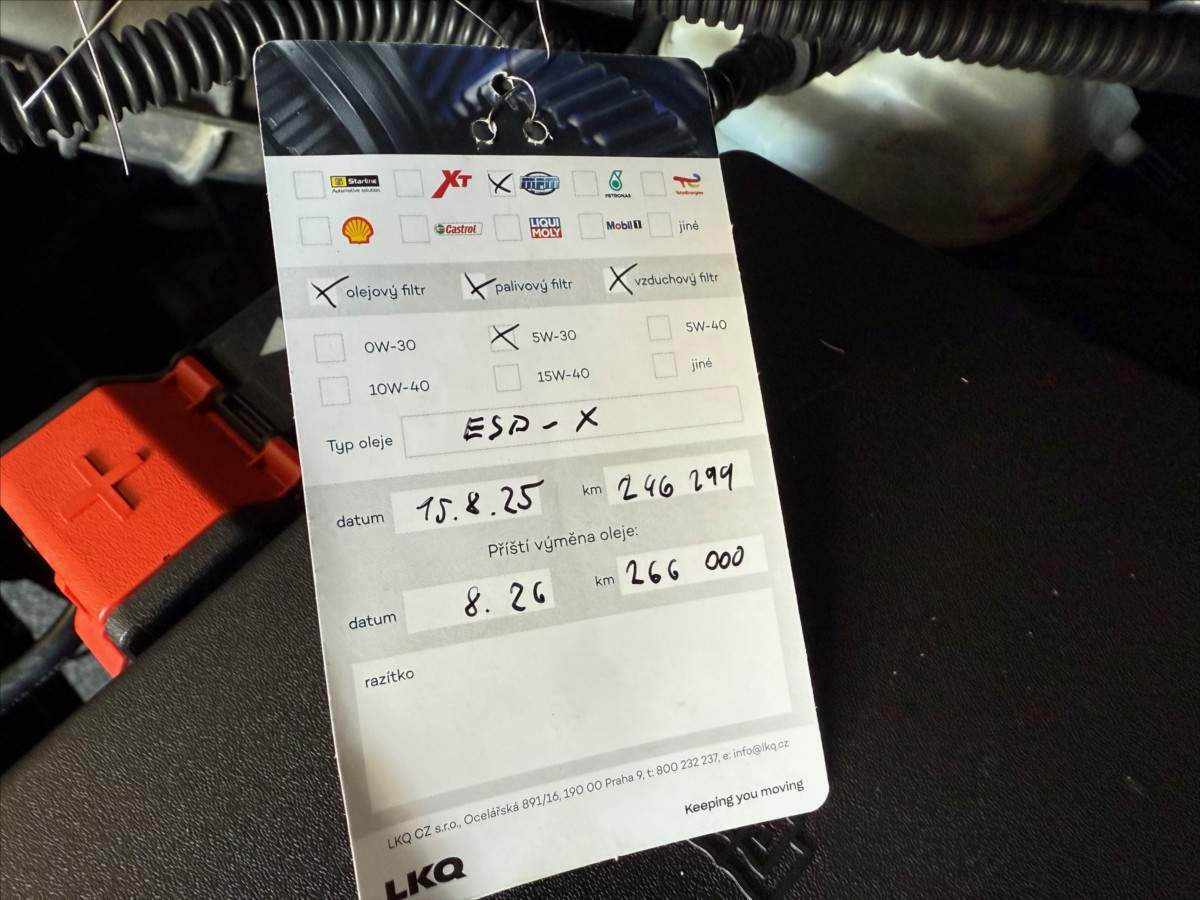 Starline XT MPM PETRONAS TotalEnergies
Automotive solution
Castrol LIQUI MOLY Mobil 1 jiné
olejový filtr palivový filtr vzduchový filtr
0W-30 5W-30 5W-40
10W-40 15W-40 jiné
Typ oleje ESP - X
datum 15.8.25 km 246 299
Příští výměna oleje:
datum 8. 26 km 266 000
razítko
LKQ CZ s.r.o., Ocelářská 891/16, 190 00 Praha 9, t: 800 232 237, e: info@lkq.cz
Keeping you moving
LKQ